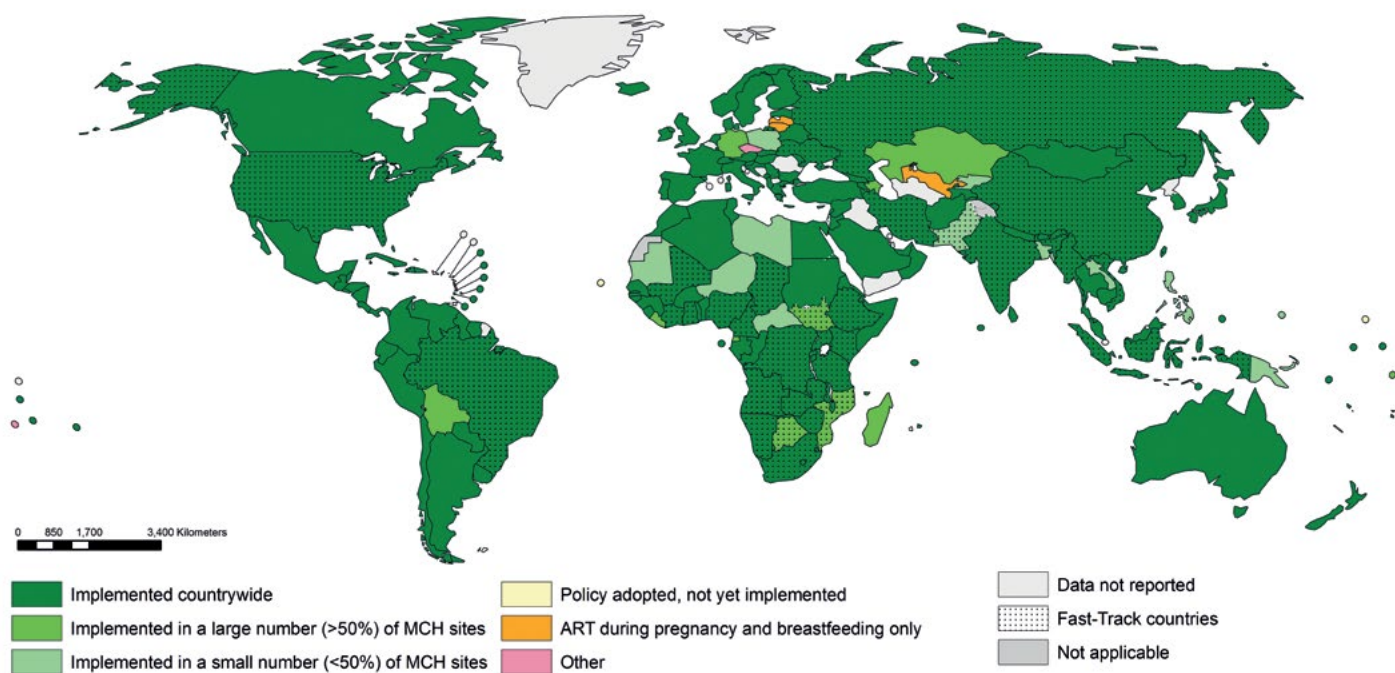 0 850 1,700 3,400 Kilometers
Implemented countrywide
Implemented in a large number (>50%) of MCH sites
Implemented in a small number (<50%) of MCH sites
Policy adopted, not yet implemented
ART during pregnancy and breastfeeding only
Other
Data not reported
Fast-Track countries
Not applicable